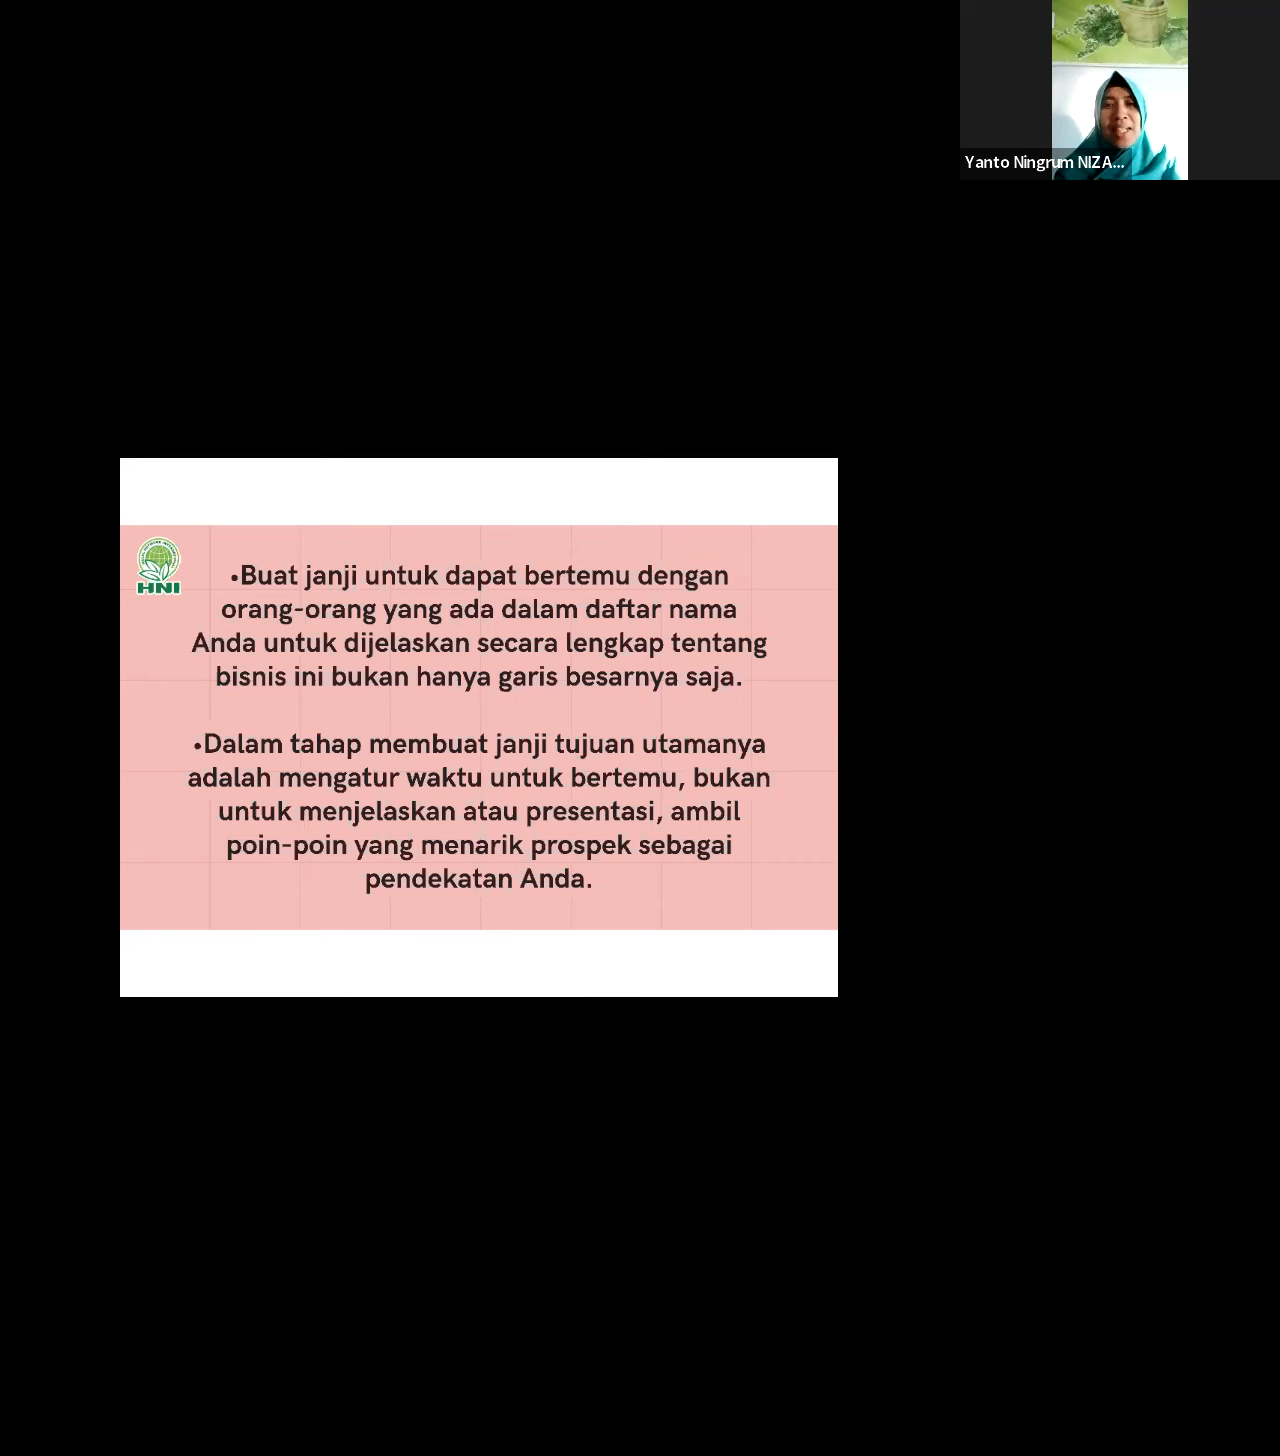 Yanto Ningrum NIZA...
HNI
•Buat janji untuk dapat bertemu dengan
orang-orang yang ada dalam daftar nama
Anda untuk dijelaskan secara lengkap tentang
bisnis ini bukan hanya garis besarnya saja.
•Dalam tahap membuat janji tujuan utamanya
adalah mengatur waktu untuk bertemu, bukan
untuk menjelaskan atau presentasi, ambil
poin-poin yang menarik prospek sebagai
pendekatan Anda.